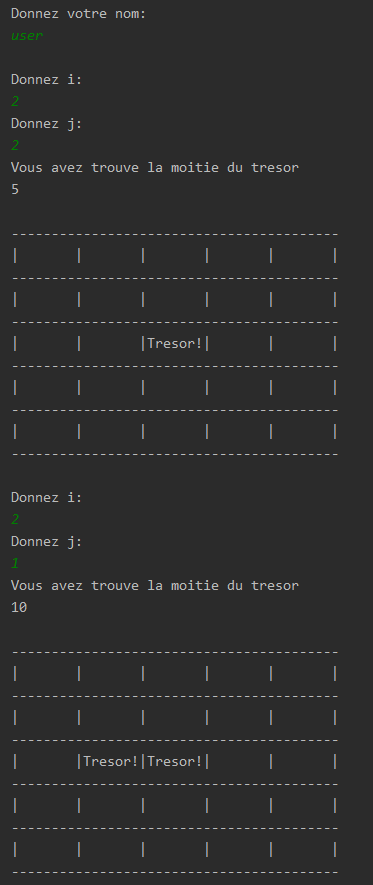 Donnez votre nom:
user
Donnez i:
2
Donnez j:
2
Vous avez trouve la moitie du tresor
5
-----------------------------------------
|       |       |       |       |       |
-----------------------------------------
|       |       |       |       |       |
-----------------------------------------
|       |       |Tresor!|       |       |
-----------------------------------------
|       |       |       |       |       |
-----------------------------------------
|       |       |       |       |       |
-----------------------------------------
Donnez i:
2
Donnez j:
1
Vous avez trouve la moitie du tresor
10
-----------------------------------------
|       |       |       |       |       |
-----------------------------------------
|       |       |       |       |       |
-----------------------------------------
|       |Tresor!|Tresor!|       |       |
-----------------------------------------
|       |       |       |       |       |
-----------------------------------------
|       |       |       |       |       |
-----------------------------------------